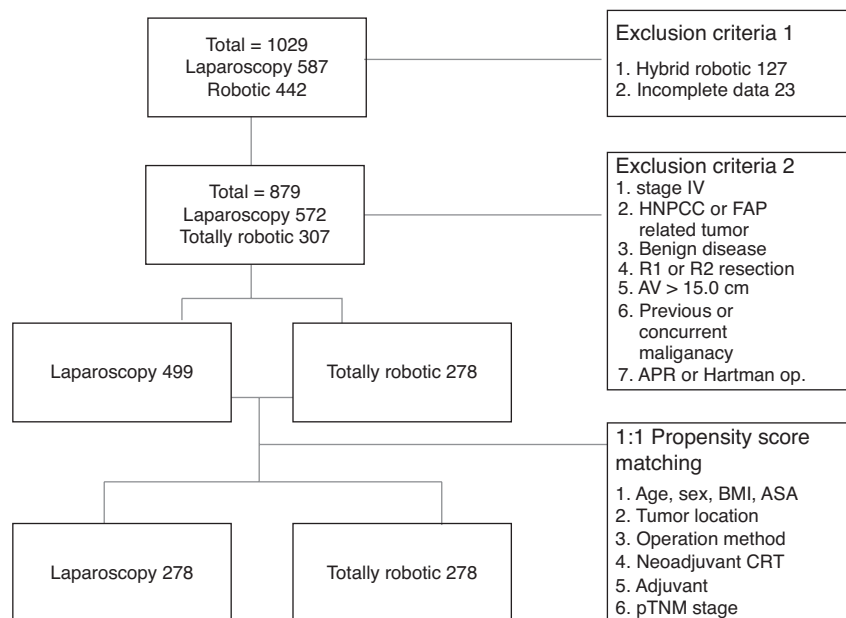 Total = 1029
Laparoscopy 587
Robotic 442
Exclusion criteria 1
1. Hybrid robotic 127
2. Incomplete data 23
Total = 879
Laparoscopy 572
Totally robotic 307
Exclusion criteria 2
1. stage IV
2. HNPCC or FAP
related tumor
3. Benign disease
4. R1 or R2 resection
5. AV > 15.0 cm
6. Previous or
concurrent
maliganacy
7. APR or Hartman op.
Laparoscopy 499
Totally robotic 278
1:1 Propensity score
matching
1. Age, sex, BMI, ASA
2. Tumor location
3. Operation method
4. Neoadjuvant CRT
5. Adjuvant
6. pTNM stage
Laparoscopy 278
Totally robotic 278